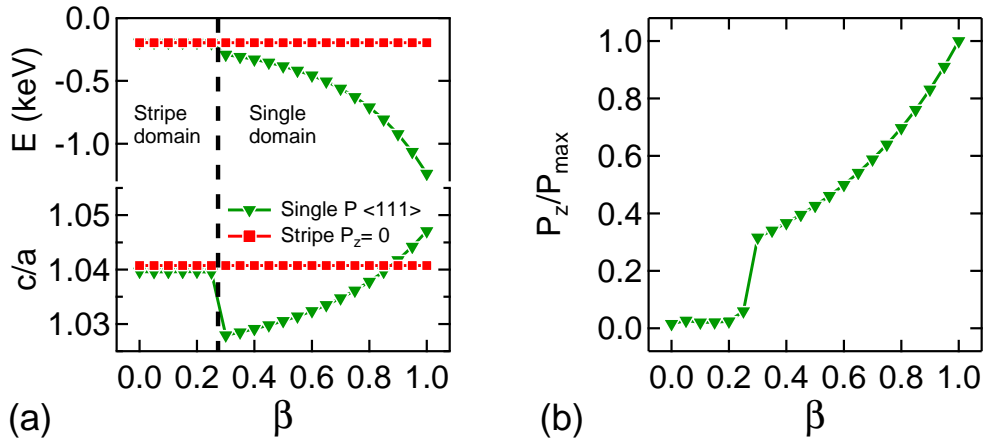 0.0
-0.5
-1.0
E (keV)
Stripe domain
Single domain
1.05
1.04
1.03
c/a
Single P <111>
Stripe Pz= 0
0.0 0.2 0.4 0.6 0.8 1.0
β
(a)
1.0
0.8
0.6
0.4
0.2
0.0
Pz/Pmax
0.0 0.2 0.4 0.6 0.8 1.0
β
(b)